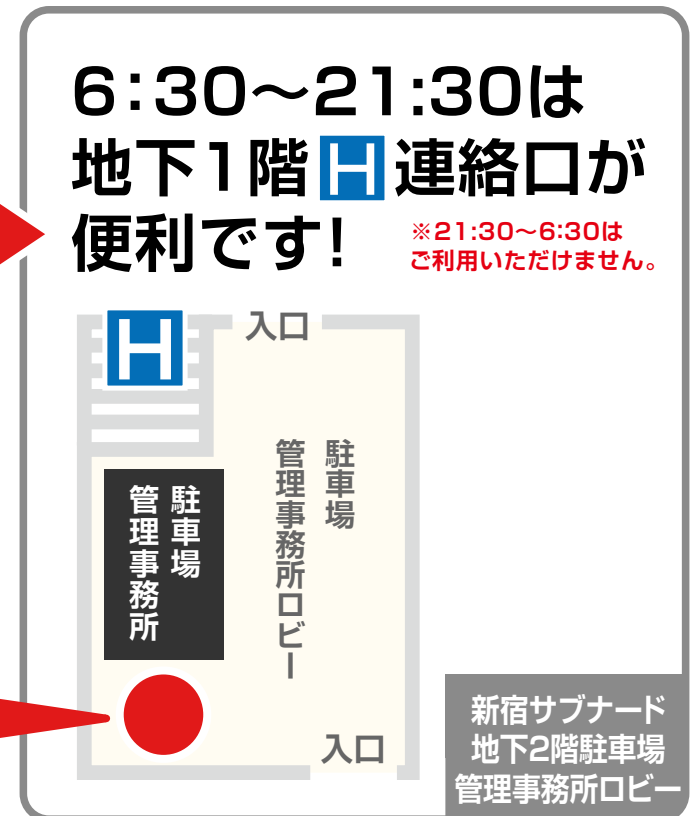 6：30～21:30は
地下1階H連絡口が
便利です!
※21:30～6:30は
ご利用いただけません。
H
入口
駐車場
管理事務所ロビー
駐車場
管理事務所
入口
新宿サブナード
地下2階駐車場
管理事務所ロビー